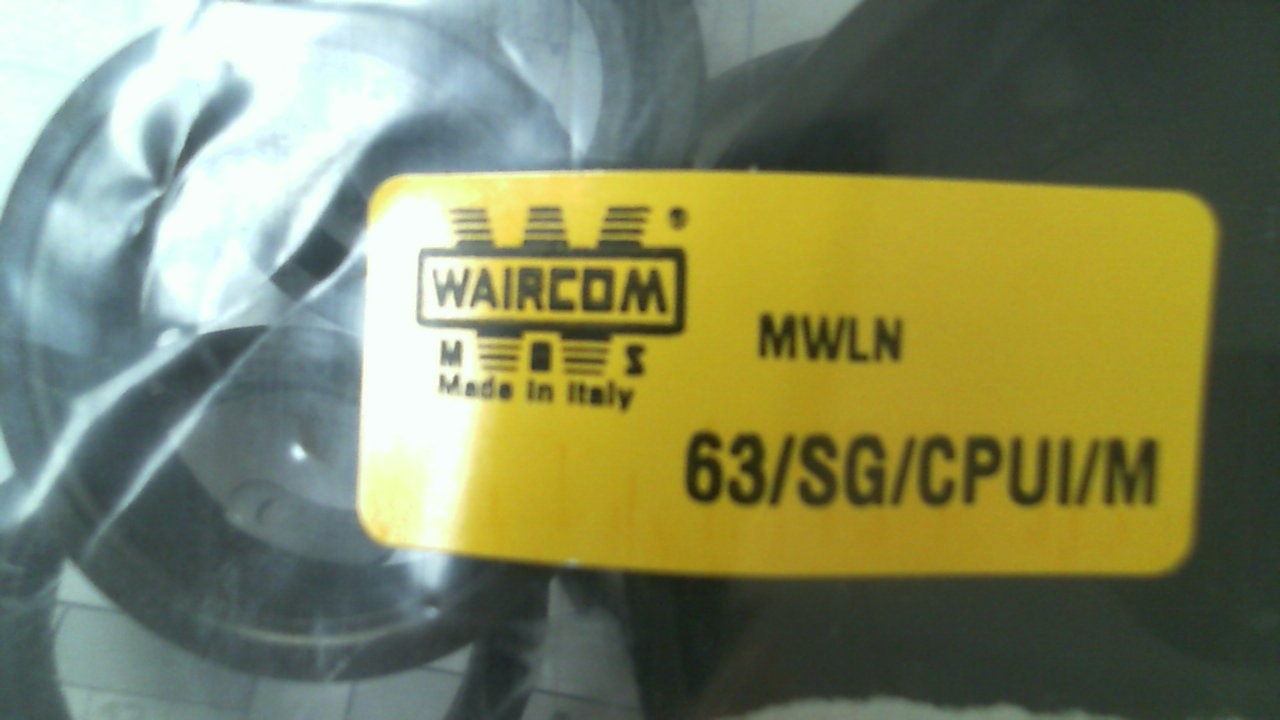 WAIRCOM
M B S
Made in Italy
MWLN
63/SG/CPUI/M